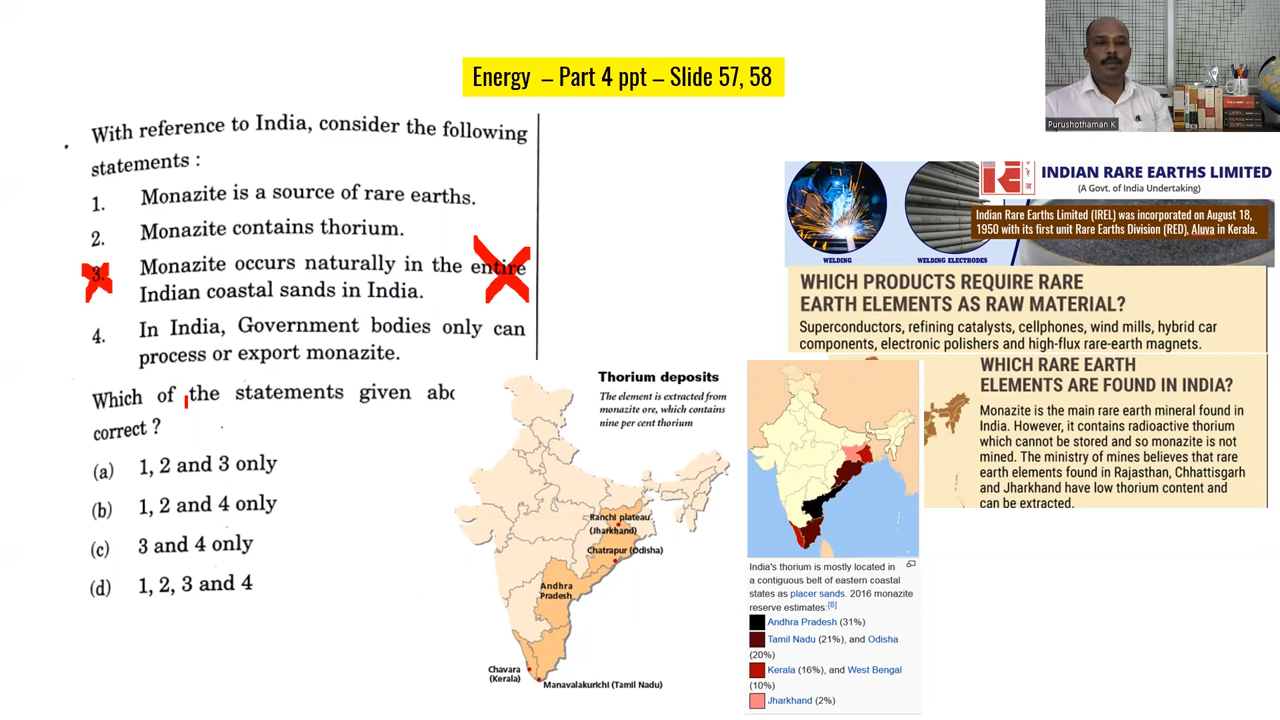 Energy – Part 4 ppt – Slide 57, 58
With reference to India, consider the following
statements :
1. Monazite is a source of rare earths.
2. Monazite contains thorium.
3. Monazite occurs naturally in the entire
Indian coastal sands in India.
4. In India, Government bodies only can
process or export monazite.
Which of the statements given abo
correct ?
(a) 1, 2 and 3 only
(b) 1, 2 and 4 only
(c) 3 and 4 only
(d) 1, 2, 3 and 4
Thorium deposits
The element is extracted from
monazite ore, which contains
nine per cent thorium
Ranchi plateau
(Jharkhand)
Chatrapur (Odisha)
Andhra
Pradesh
Chavara
(Kerala)
Manavalakurichi (Tamil Nadu)
Purushothaman K
INDIAN RARE EARTHS LIMITED
(A Govt. of India Undertaking)
Indian Rare Earths Limited (IREL) was incorporated on August 18,
1950 with its first unit Rare Earths Division (RED), Aluva in Kerala.
WELDING
WELDING ELECTRODES
WHICH PRODUCTS REQUIRE RARE
EARTH ELEMENTS AS RAW MATERIAL?
Superconductors, refining catalysts, cellphones, wind mills, hybrid car
components, electronic polishers and high-flux rare-earth magnets.
WHICH RARE EARTH
ELEMENTS ARE FOUND IN INDIA?
Monazite is the main rare earth mineral found in
India. However, it contains radioactive thorium
which cannot be stored and so monazite is not
mined. The ministry of mines believes that rare
earth elements found in Rajasthan, Chhattisgarh
and Jharkhand have low thorium content and
can be extracted.
India's thorium is mostly located in
a contiguous belt of eastern coastal
states as placer sands. 2016 monazite
reserve estimates:[8]
Andhra Pradesh (31%)
Tamil Nadu (21%), and Odisha
(20%)
Kerala (16%), and West Bengal
(10%)
Jharkhand (2%)